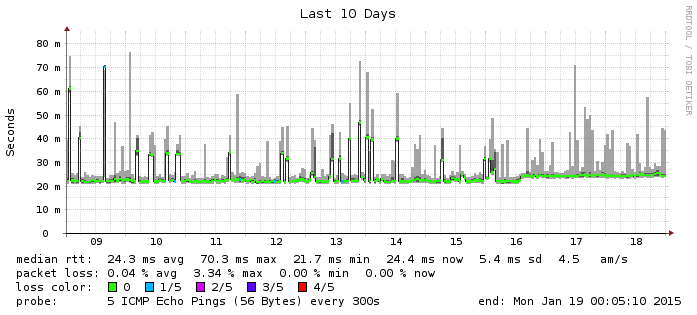 Last 10 Days
RRDTOOL / TOBI OETIKER
Seconds
80 m
70 m
60 m
50 m
40 m
30 m
20 m
10 m
0
09 10 11 12 13 14 15 16 17 18
median rtt: 24.3 ms avg 70.3 ms max 21.7 ms min 24.4 ms now 5.4 ms sd 4.5 am/s
packet loss: 0.04 % avg 3.34 % max 0.00 % min 0.00 % now
loss color: 0 1/5 2/5 3/5 4/5
probe: 5 ICMP Echo Pings (56 Bytes) every 300s end: Mon Jan 19 00:05:10 2015